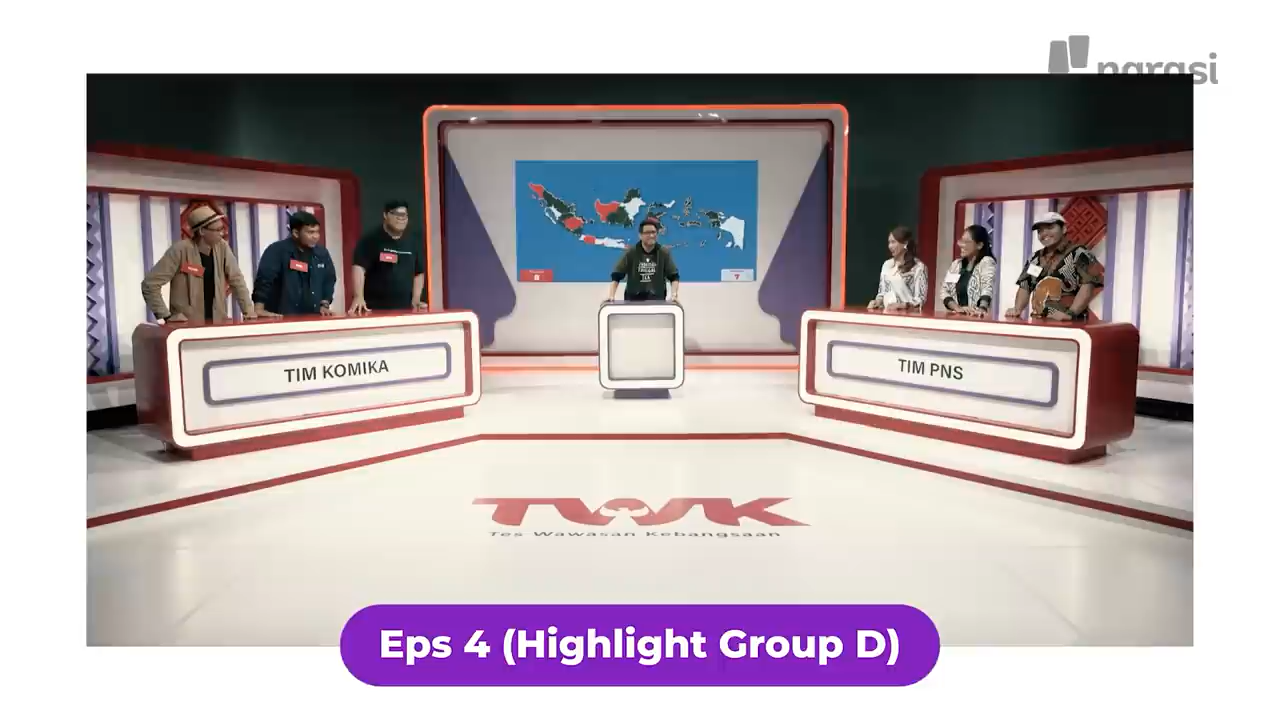 narasi
TIM KOMIKA
TIM PNS
TWK
Tes Wawasan Kebangsaan
Eps 4 (Highlight Group D)